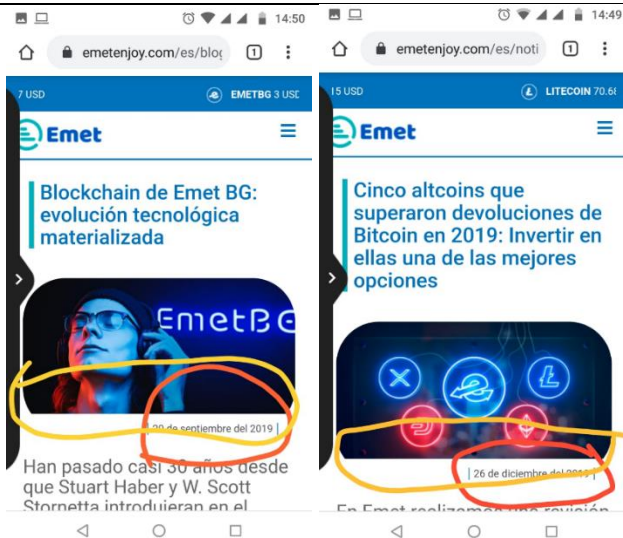 14:50
emetenjoy.com/es/blog
1
7 USD
EMETBG 3 USD
Emet
Blockchain de Emet BG:
evolución tecnológica
materializada
EmetBG
de septiembre del 2019
Han pasado casi 30 años desde
que Stuart Haber y W. Scott
Stornetta introdujeran en el
14:49
emetenjoy.com/es/noti
1
15 USD
LITECOIN 70.68
Emet
Cinco altcoins que
superaron devoluciones de
Bitcoin en 2019: Invertir en
ellas una de las mejores
opciones
26 de diciembre del 2019
En Emet realizamos una revisión